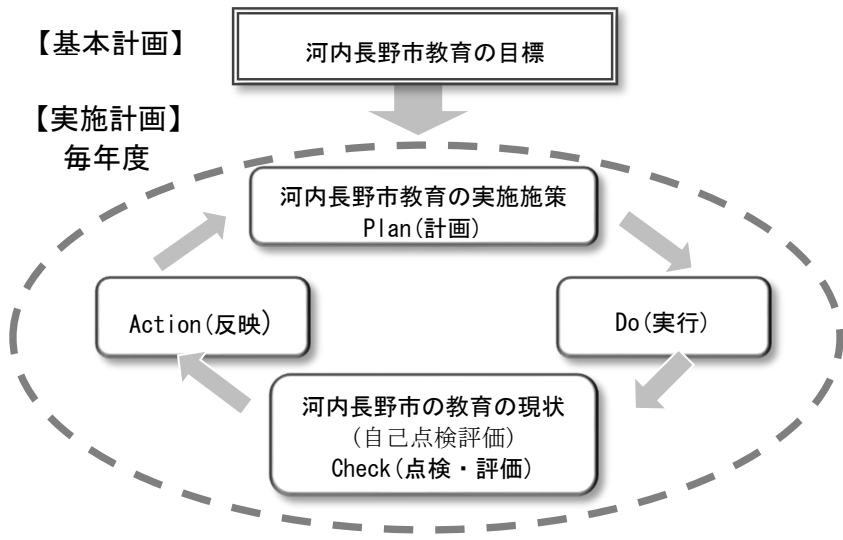 【基本計画】
河内長野市教育の目標
【実施計画】
毎年度
河内長野市教育の実施施策
Plan(計画)
Action(反映)
Do(実行)
河内長野市の教育の現状
(自己点検評価)
Check(点検・評価)